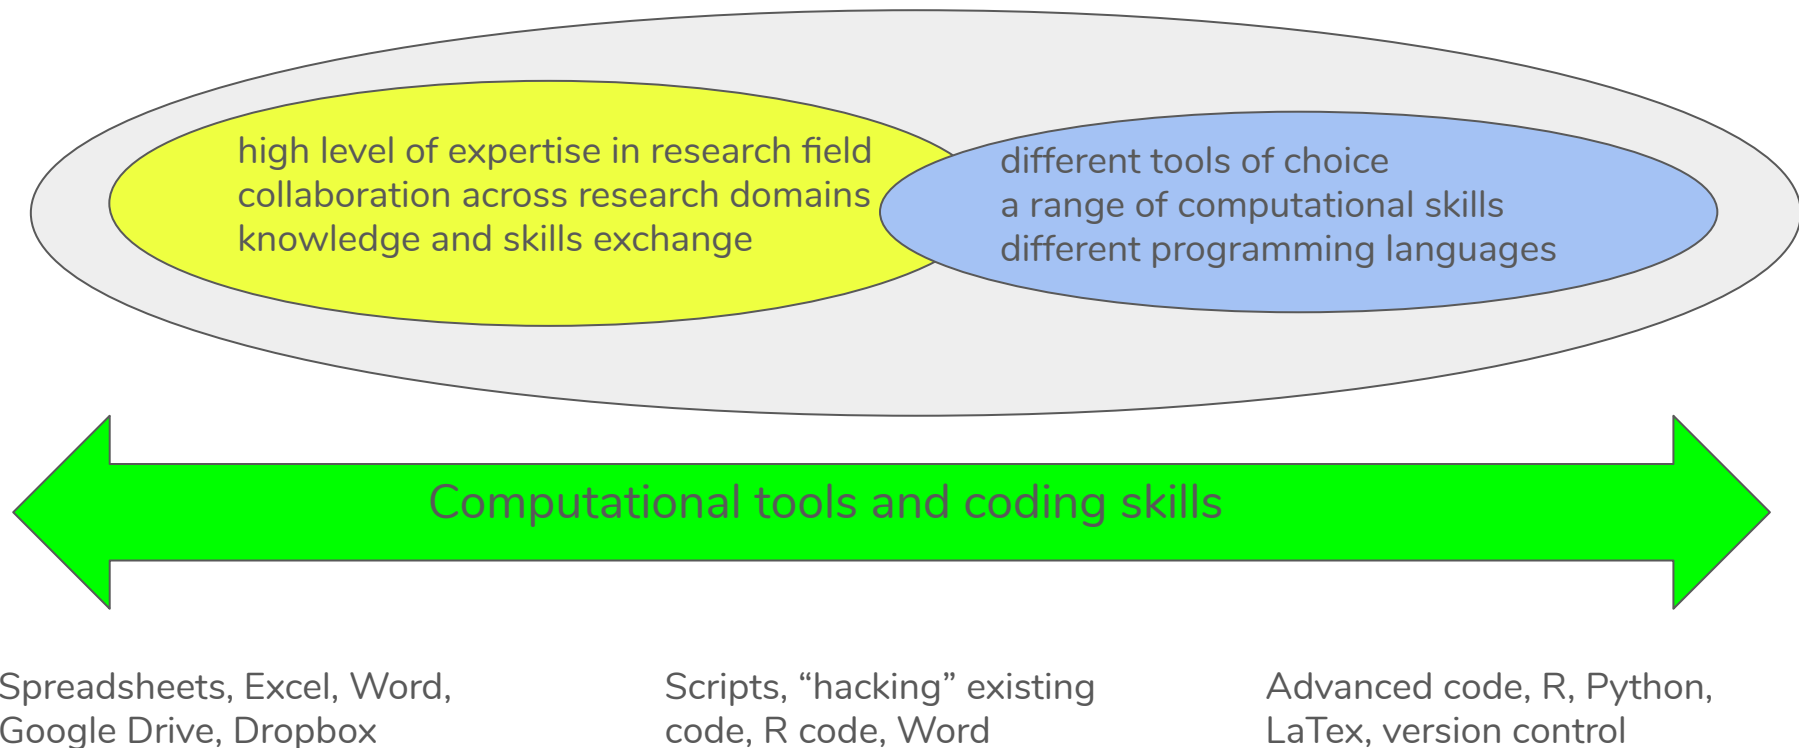 high level of expertise in research field
collaboration across research domains
knowledge and skills exchange
different tools of choice
a range of computational skills
different programming languages
Computational tools and coding skills
Spreadsheets, Excel, Word,
Google Drive, Dropbox
Scripts, “hacking” existing
code, R code, Word
Advanced code, R, Python,
LaTex, version control